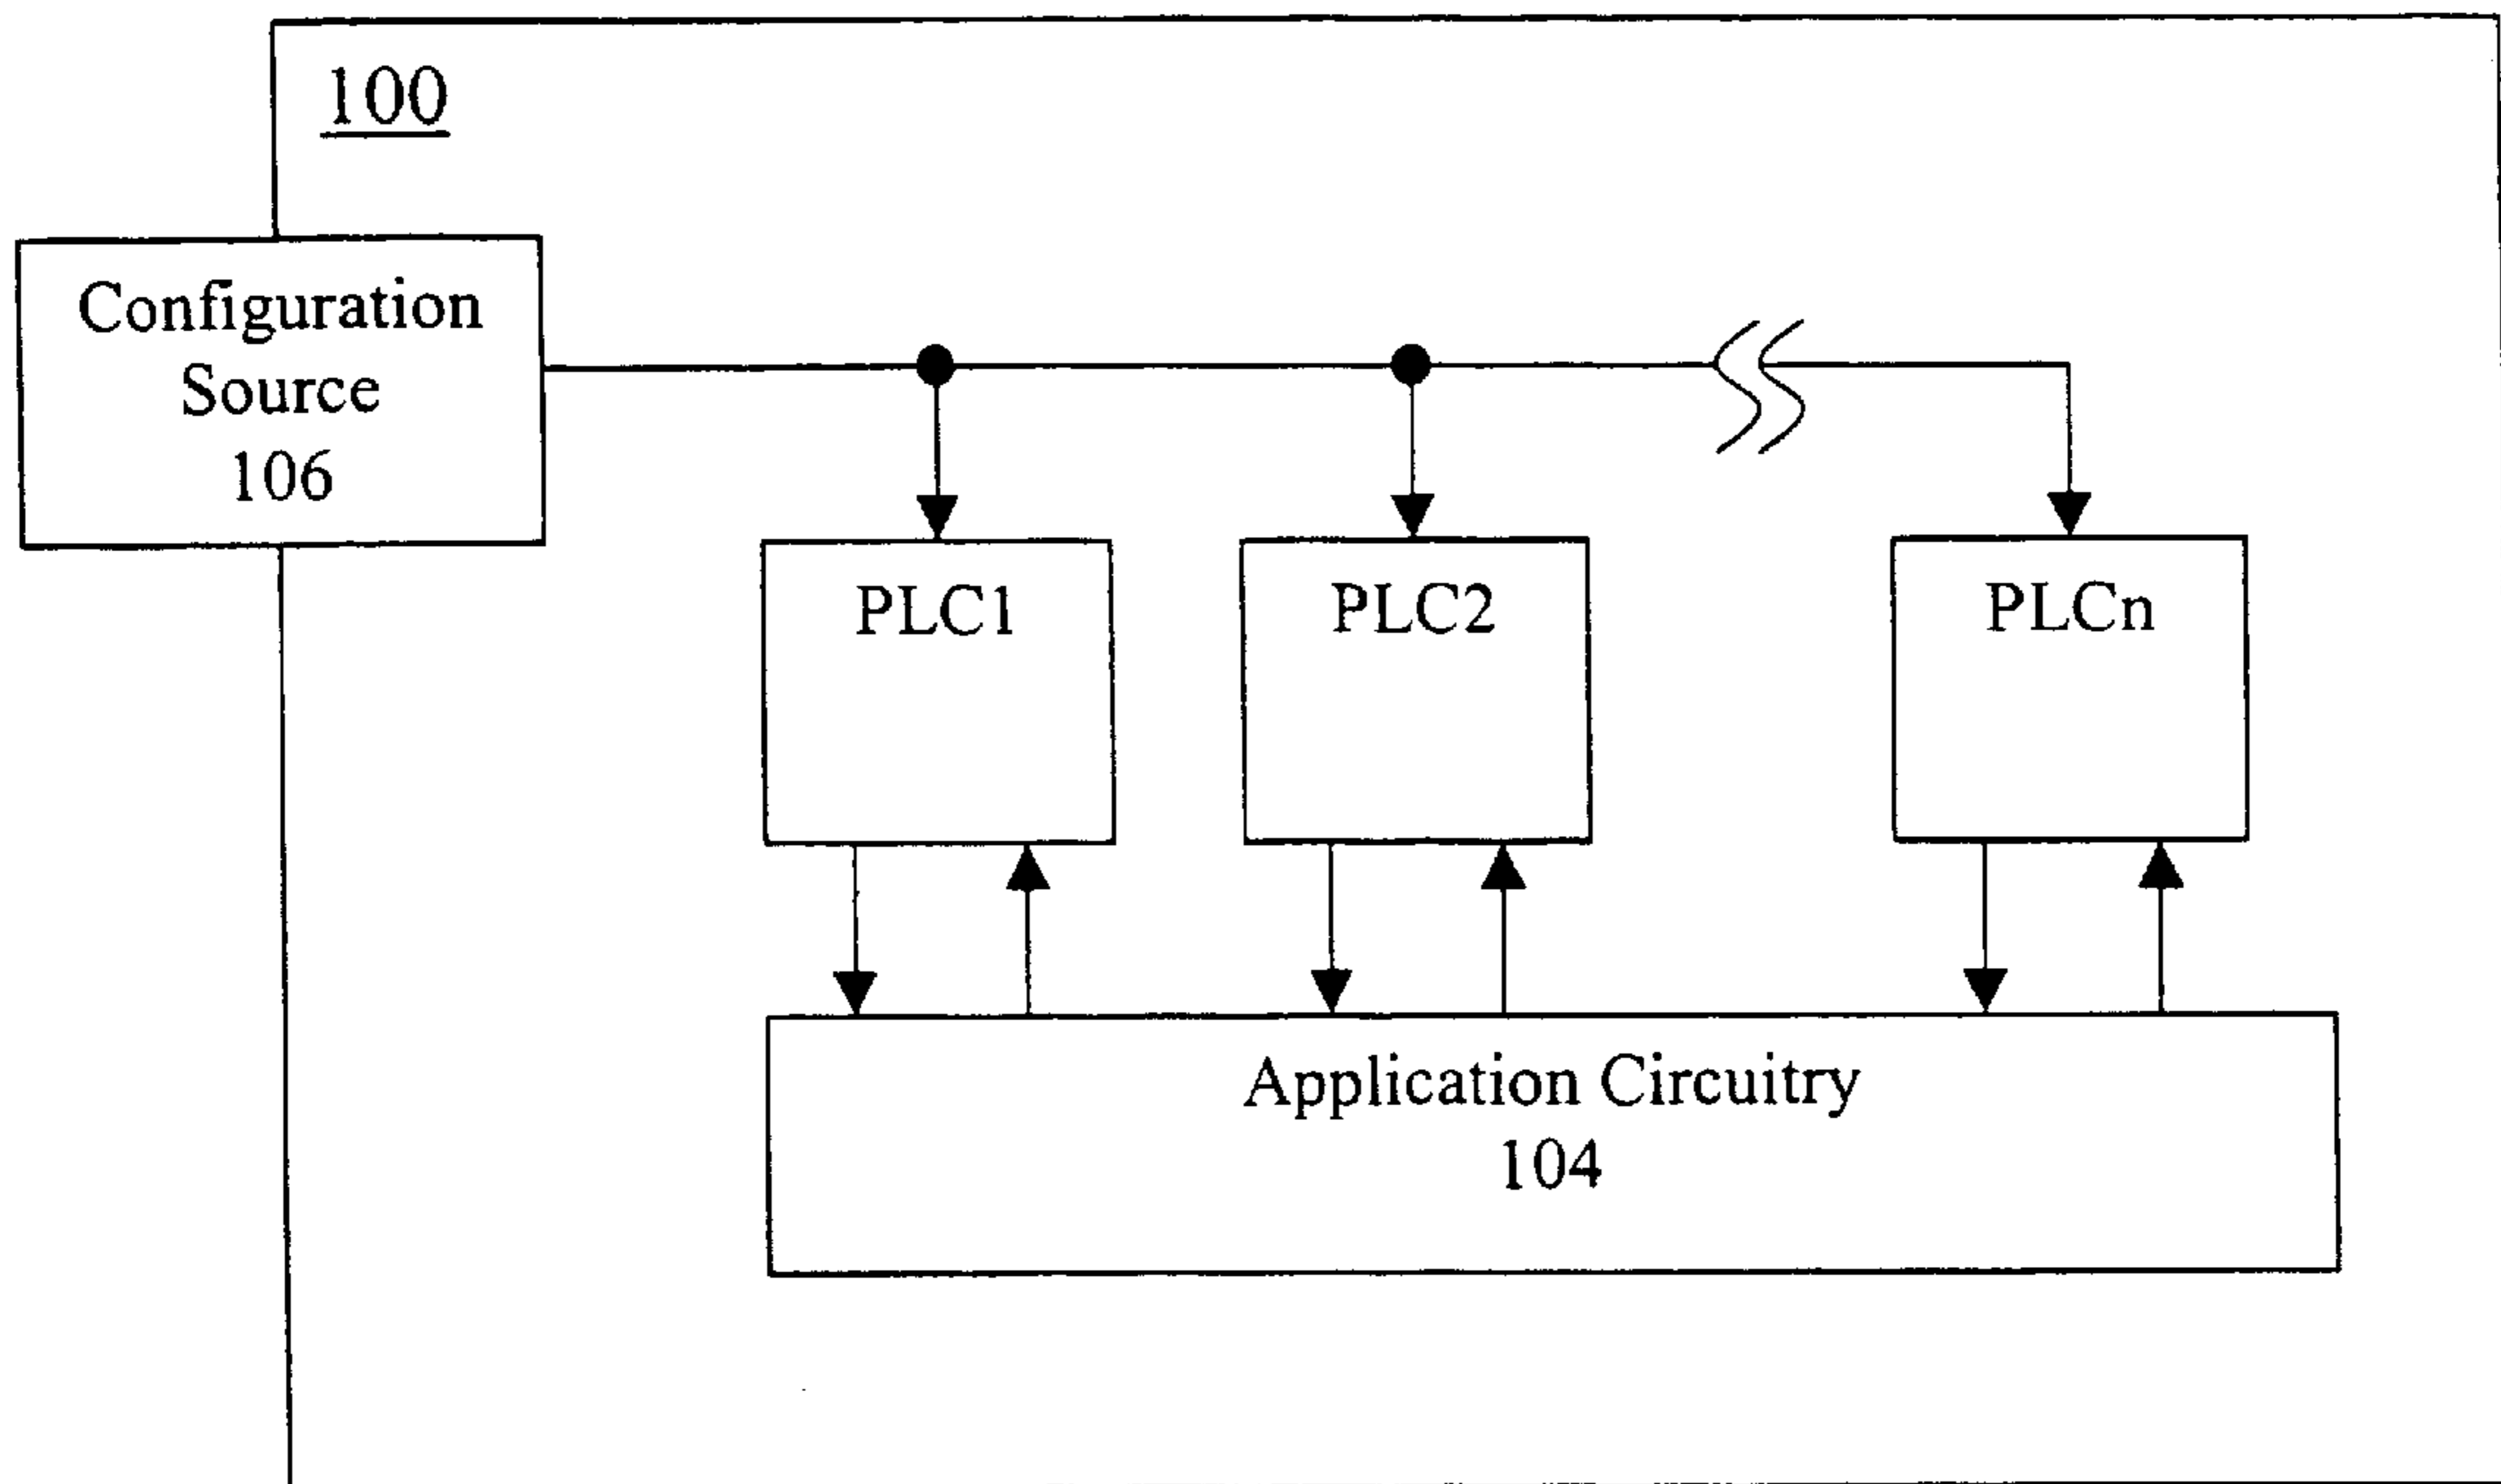 100
Configuration
Source
106
PLC1
PLC2
PLCn
Application Circuitry
104